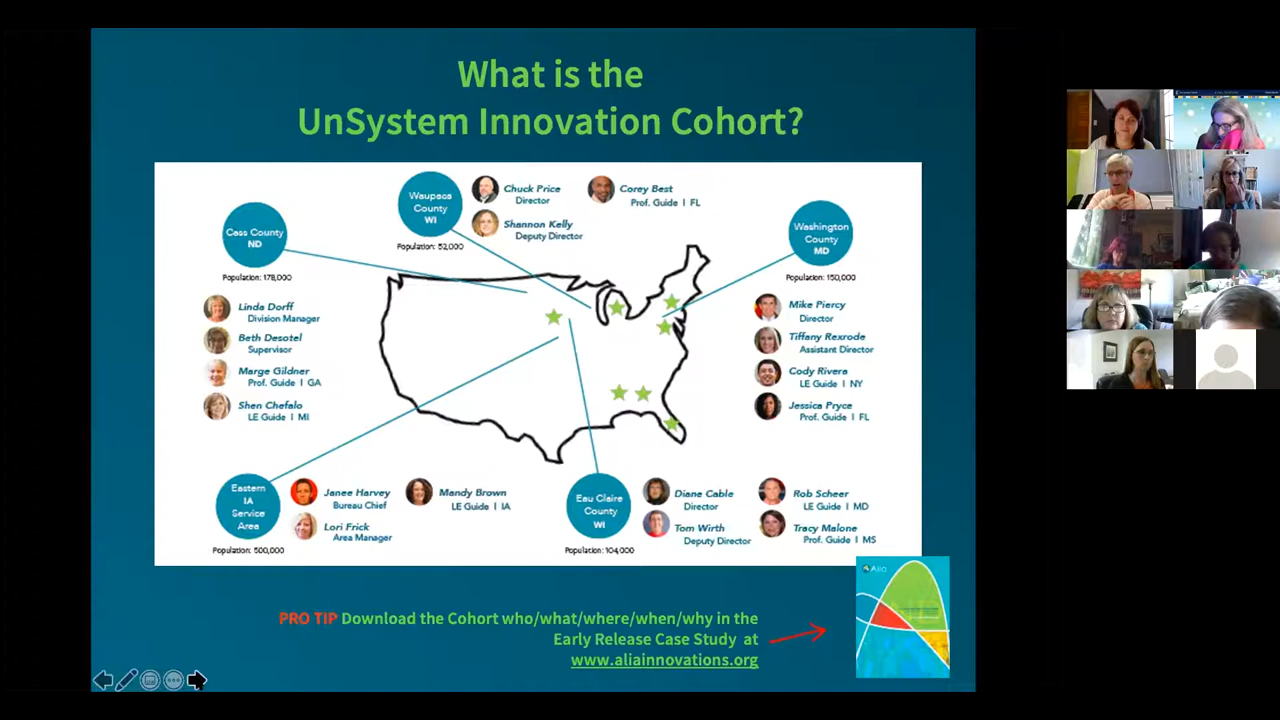 What is the
UnSystem Innovation Cohort?
Waupaca
County
WI
Population: 52,000
Chuck Price
Director
Shannon Kelly
Deputy Director
Corey Best
Prof. Guide | FL
Cass County
ND
Population: 178,000
Linda Dorff
Division Manager
Beth Desotel
Supervisor
Marge Gildner
Prof. Guide | GA
Shen Chefalo
LE Guide | MI
Washington
County
MD
Population: 150,000
Mike Piercy
Director
Tiffany Rexrode
Assistant Director
Cody Rivera
LE Guide | NY
Jessica Pryce
Prof. Guide | FL
Eastern
IA
Service
Area
Population: 500,000
Janee Harvey
Bureau Chief
Lori Frick
Area Manager
Mandy Brown
LE Guide | IA
Eau Claire
County
WI
Population: 104,000
Diane Cable
Director
Tom Wirth
Deputy Director
Rob Scheer
LE Guide | MD
Tracy Malone
Prof. Guide | MS
PRO TIP Download the Cohort who/what/where/when/why in the
Early Release Case Study at
www.aliainnovations.org
Alia